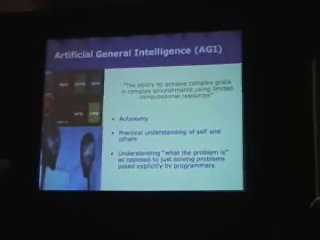 Artificial General Intelligence (AGI)
"The ability to achieve complex goals
in complex environments using limited
computational resources"
• Autonomy
• Practical understanding of self and
others
• Understanding "what the problem is"
as opposed to just solving problems
posed explicitly by programmers